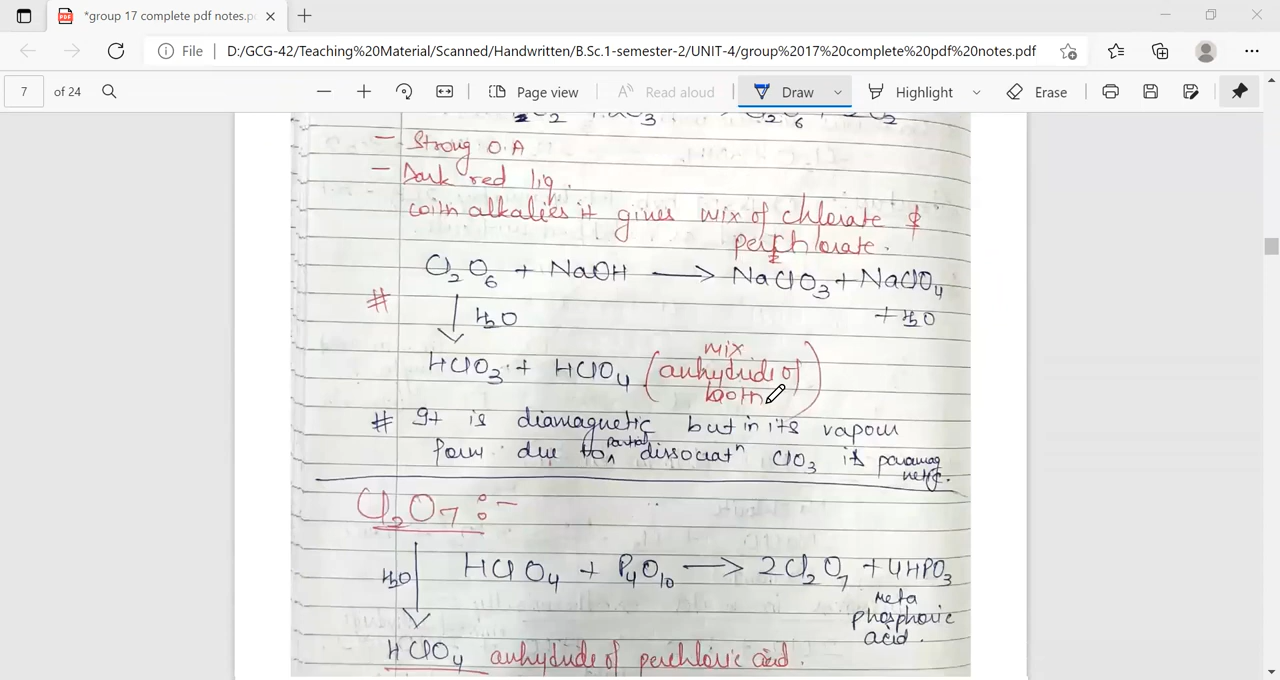 *group 17 complete pdf notes.p
File D:/GCG-42/Teaching%20Material/Scanned/Handwritten/B.Sc.1-semester-2/UNIT-4/group%2017%20complete%20pdf%20notes.pdf
7 of 24 Page view Read aloud Draw Highlight Erase
- Strong O.A
- Dark red liq.
with alkalies it gives mix of chlorate &
perchlorate.
Cl2O6 + NaOH → NaClO3 + NaClO4
+ H2O
#
↓ H2O
HClO3 + HClO4 (mix
anhydride of
both)
# It is diamagnetic but in its vapour
form due to partial dissociatn ClO3 it is paramag
netic.
Cl2O7 :-
H2O ↓ HClO4 + P4O10 → 2Cl2O7 + 4HPO3
meta
phosphoric
acid.
HClO4 anhydride of perchloric acid.